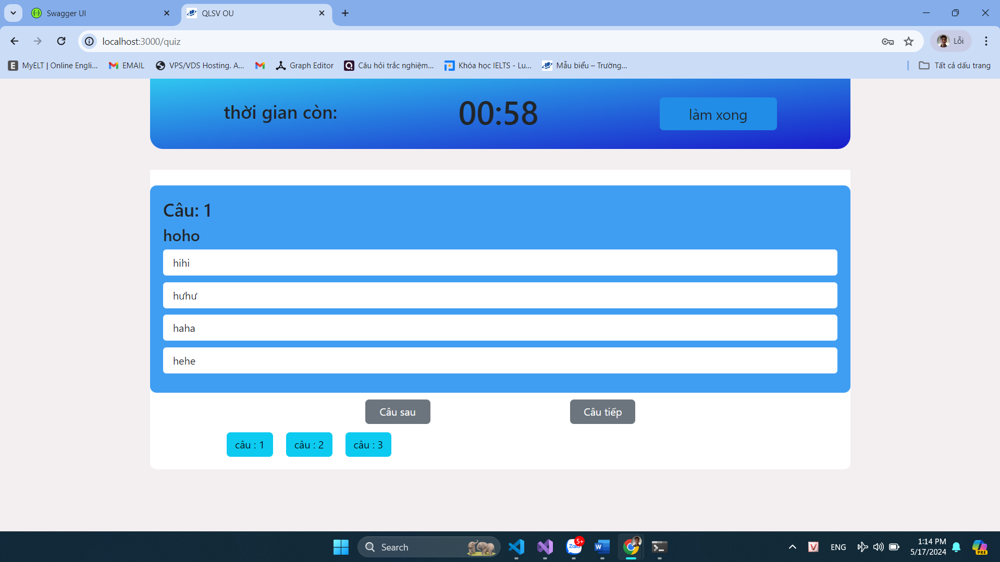 Swagger UI
QLSV OU
localhost:3000/quiz
Lỗi
MyELT | Online Engli...
EMAIL
VPS/VDS Hosting. A...
Graph Editor
Câu hỏi trắc nghiệm...
Khóa học IELTS - Lu...
Mẫu biểu – Trường...
Tất cả dấu trang
thời gian còn:
00:58
làm xong
Câu: 1
hoho
hihi
hưhư
haha
hehe
Câu sau
Câu tiếp
câu : 1
câu : 2
câu : 3
Search
Zalo
5+
W
V
ENG
1:14 PM
5/17/2024
PRE